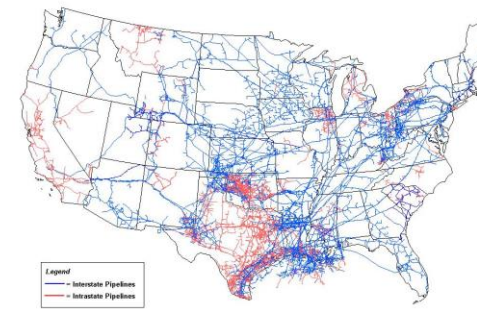 Legend
= Interstate Pipelines
= Intrastate Pipelines